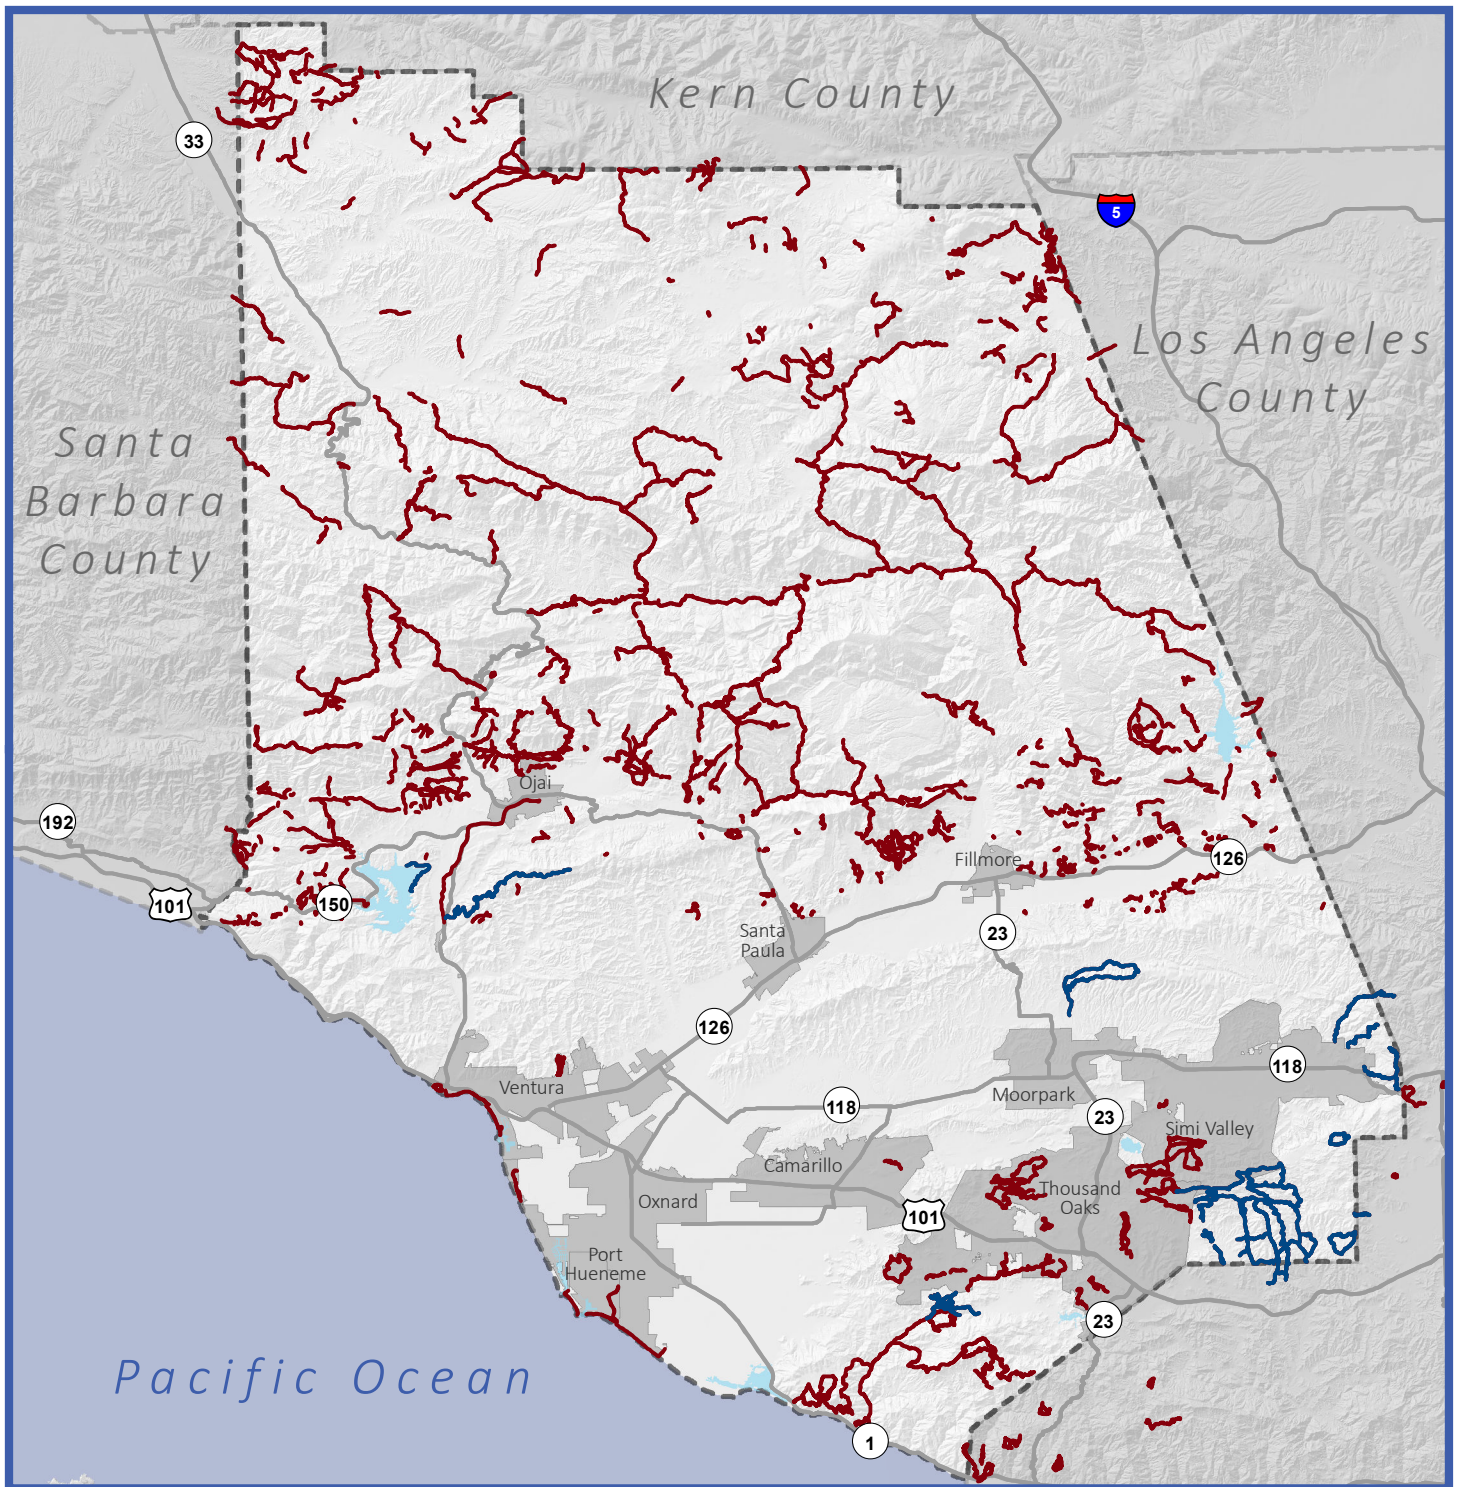 Kern County
33
5
Los Angeles
County
Santa
Barbara
County
Ojai
192
Fillmore
126
101
150
23
Santa
Paula
126
118
Ventura
Moorpark
118
23
Simi Valley
Camarillo
Thousand
Oaks
Oxnard
101
Port
Hueneme
23
Pacific Ocean
1